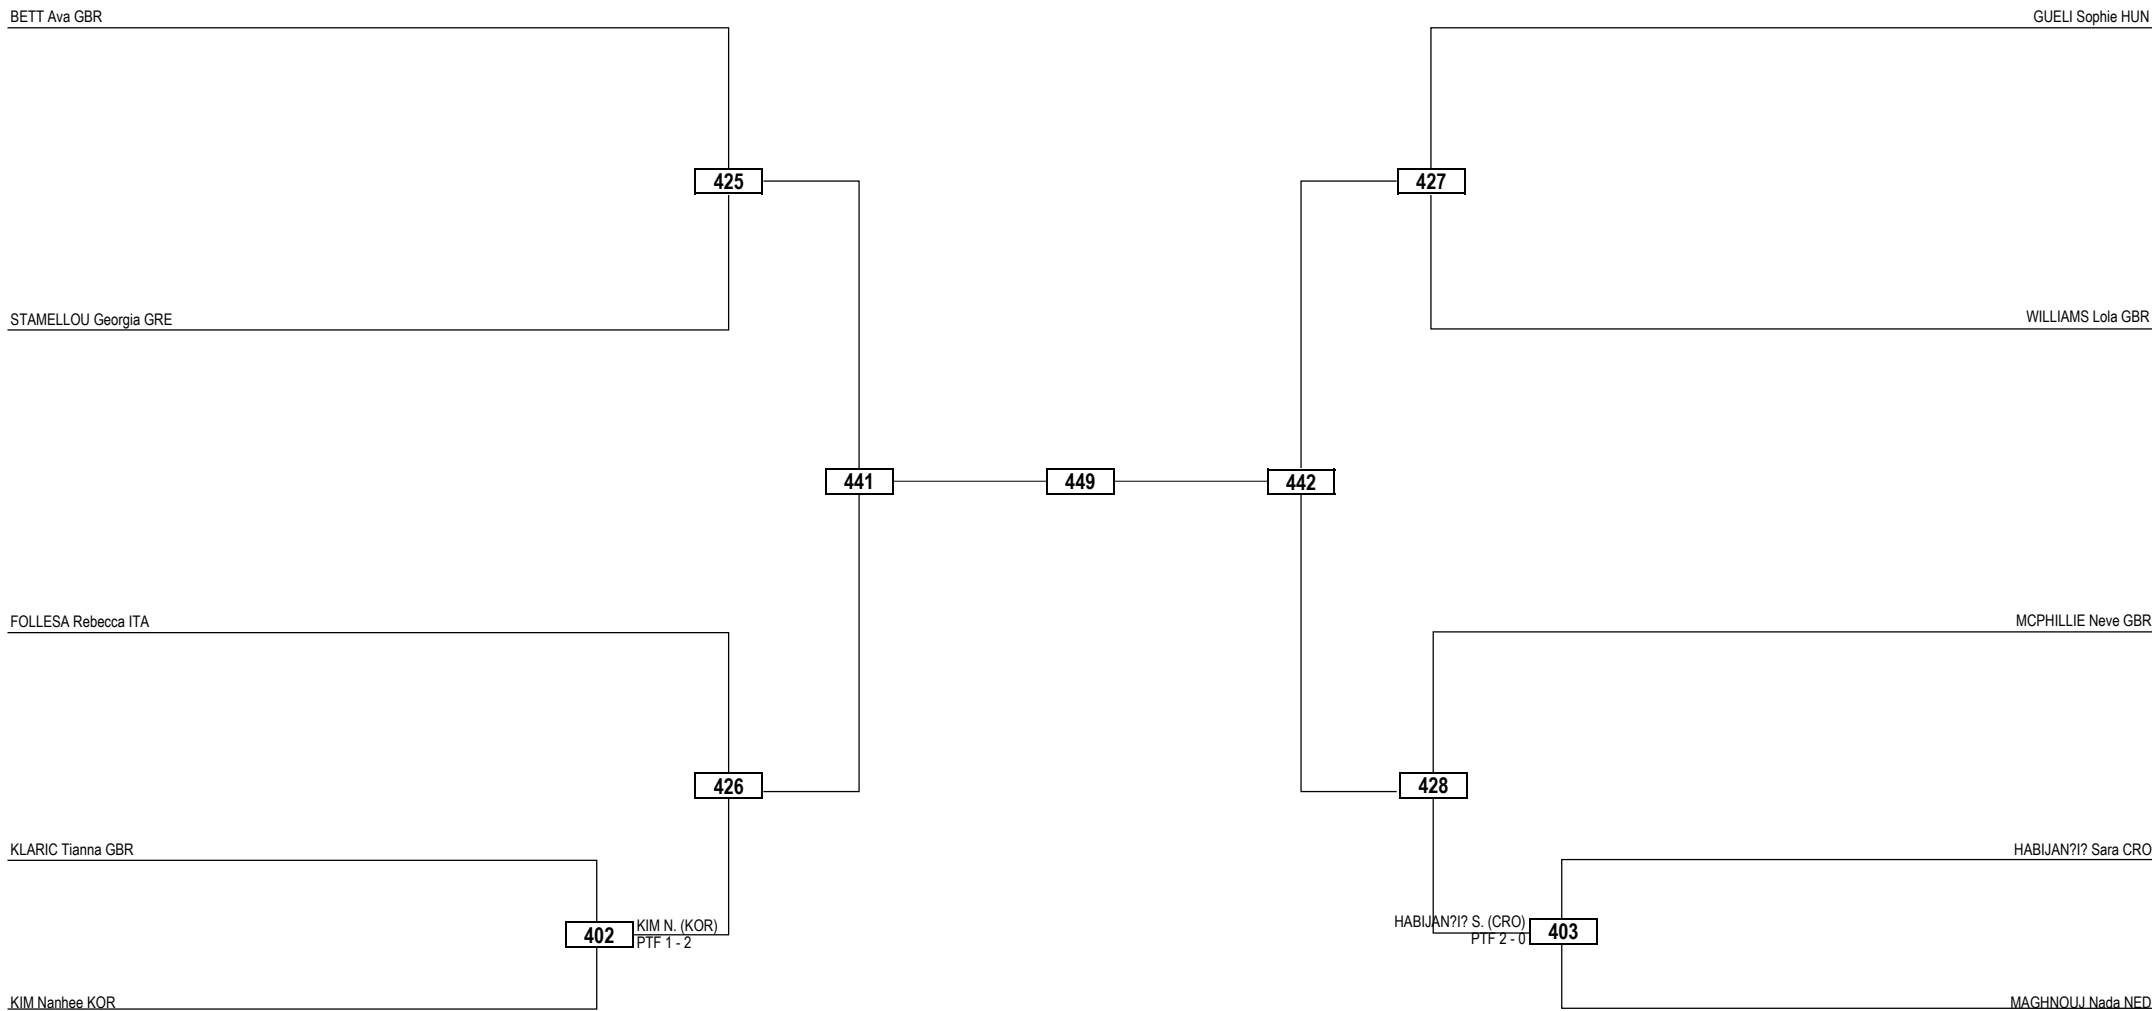 BETT Ava GBR
GUELI Sophie HUN
425
427
STAMELLOU Georgia GRE
WILLIAMS Lola GBR
441
449
442
FOLLESA Rebecca ITA
MCPHILLIE Neve GBR
426
428
KLARIC Tianna GBR
HABIJAN?I? Sara CRO
402
KIM N. (KOR)
PTF 1 - 2
HABIJAN?I? S. (CRO)
PTF 2 - 0
403
KIM Nanhee KOR
MAGHNOUJ Nada NED